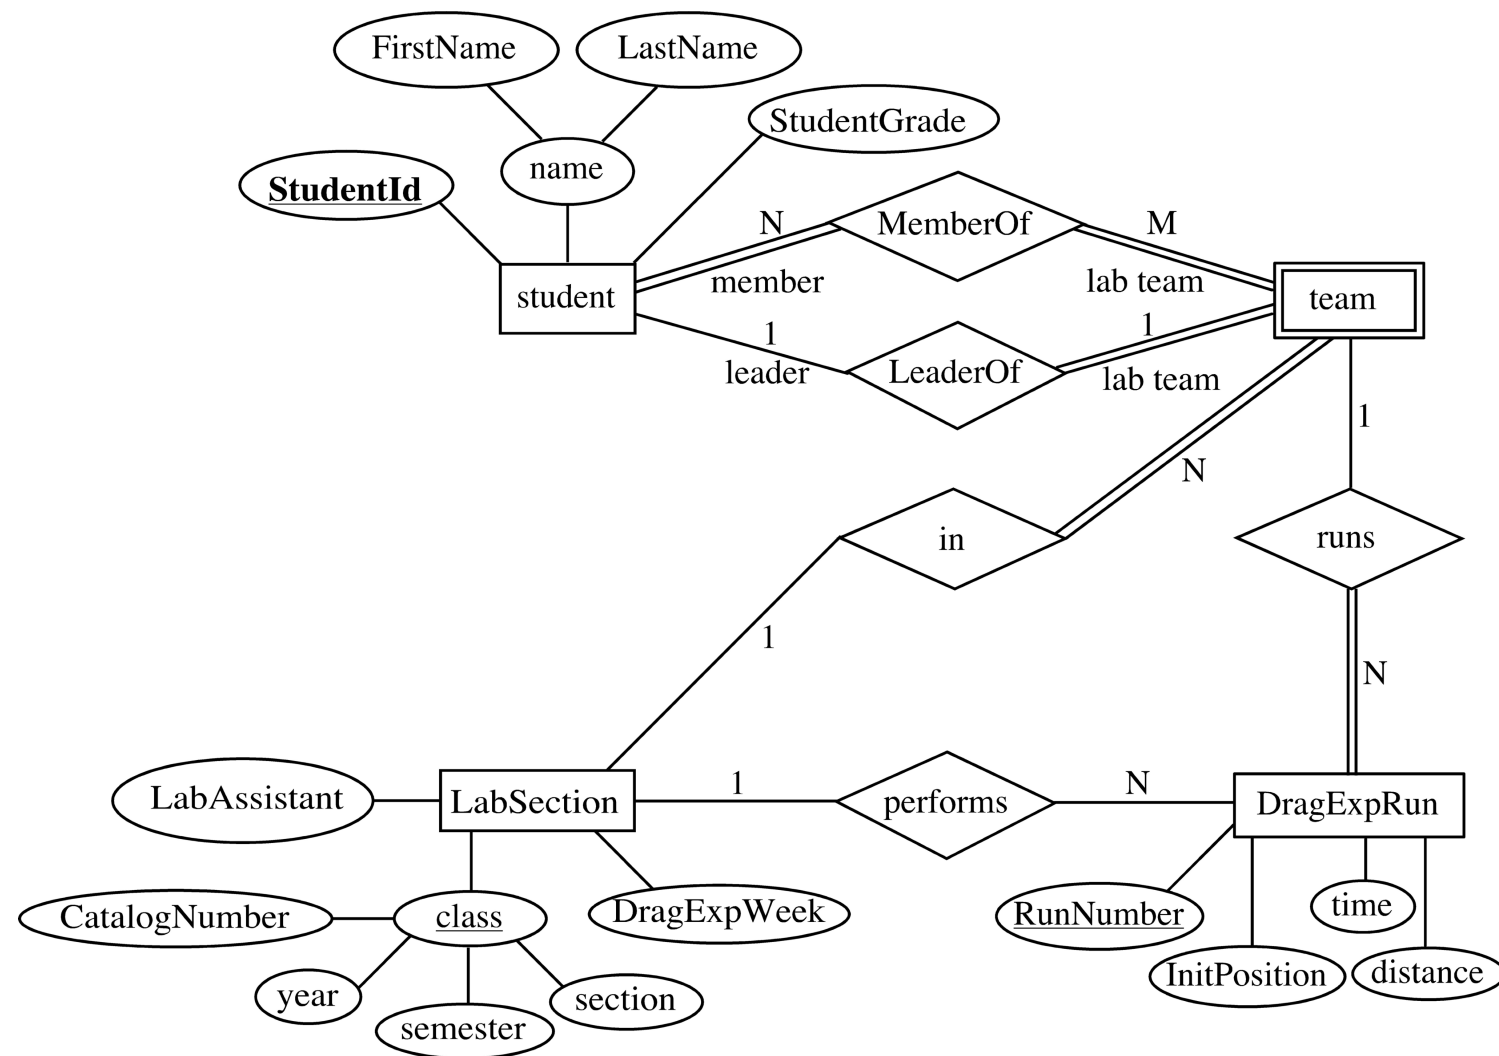 FirstName
LastName
StudentGrade
name
StudentId
N
MemberOf
M
member
lab team
student
team
1
1
leader
LeaderOf
lab team
1
N
in
runs
1
N
LabAssistant
LabSection
1
performs
N
DragExpRun
CatalogNumber
class
DragExpWeek
RunNumber
time
InitPosition
distance
year
section
semester